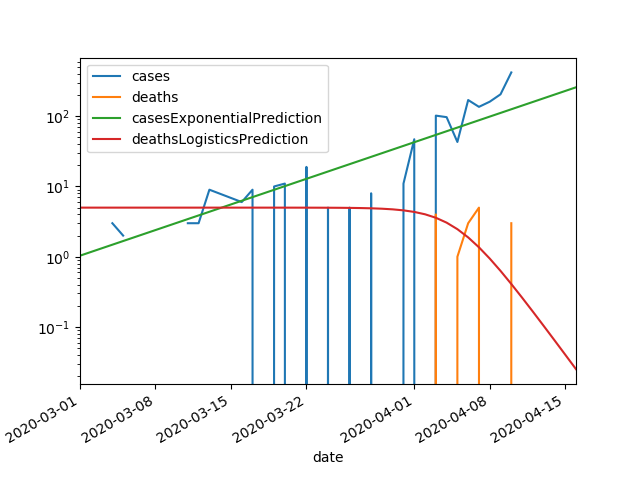 cases
deaths
casesExponentialPrediction
deathsLogisticsPrediction
10²
10¹
10⁰
10⁻¹
2020-03-01
2020-03-08
2020-03-15
2020-03-22
2020-04-01
2020-04-08
2020-04-15
date